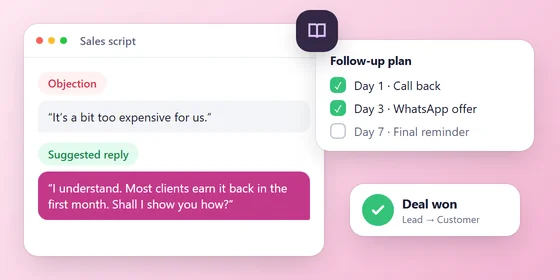 Sales script
Objection
“It’s a bit too expensive for us.”
Suggested reply
“I understand. Most clients earn it back in the
first month. Shall I show you how?”
Follow-up plan
Day 1 · Call back
Day 3 · WhatsApp offer
Day 7 · Final reminder
Deal won
Lead → Customer